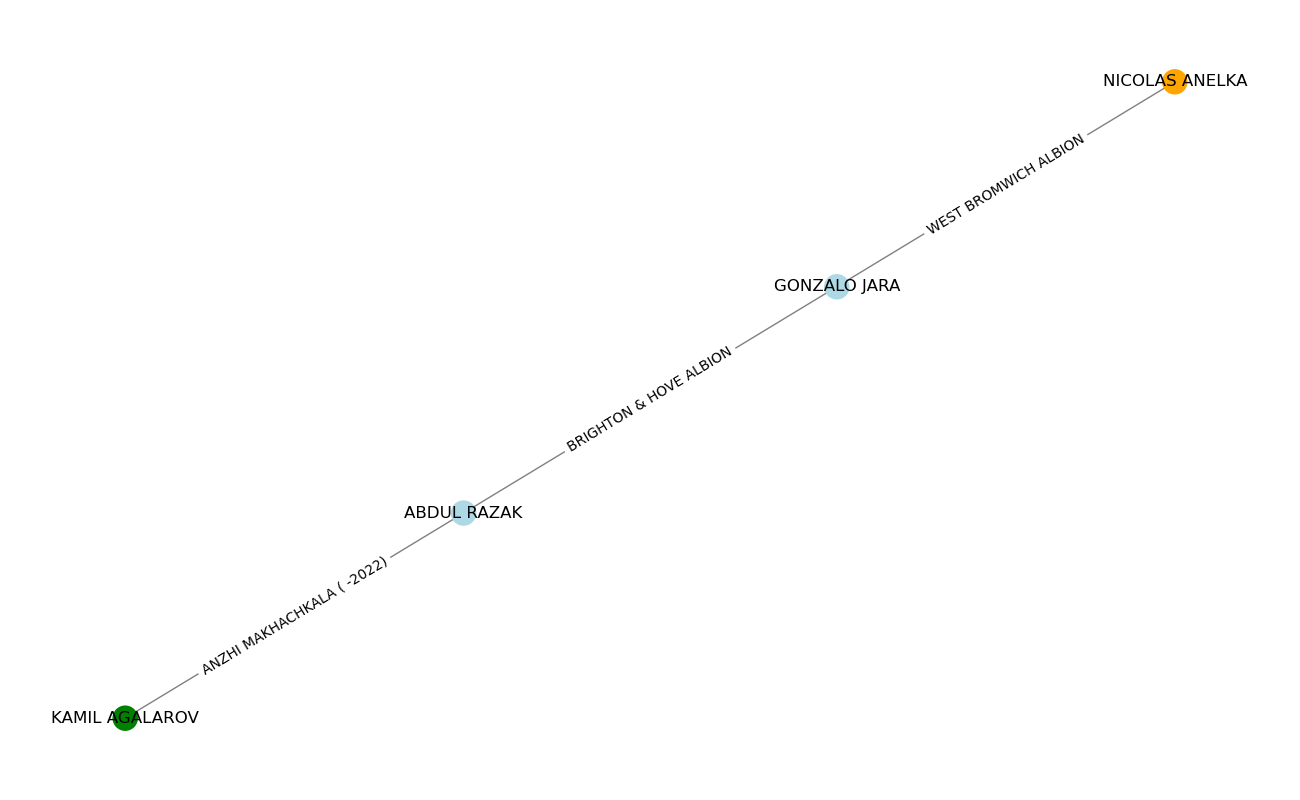 NICOLAS ANELKA
WEST BROMWICH ALBION
GONZALO JARA
BRIGHTON & HOVE ALBION
ABDUL RAZAK
ANZHI MAKHACHKALA ( -2022)
KAMIL AGALAROV